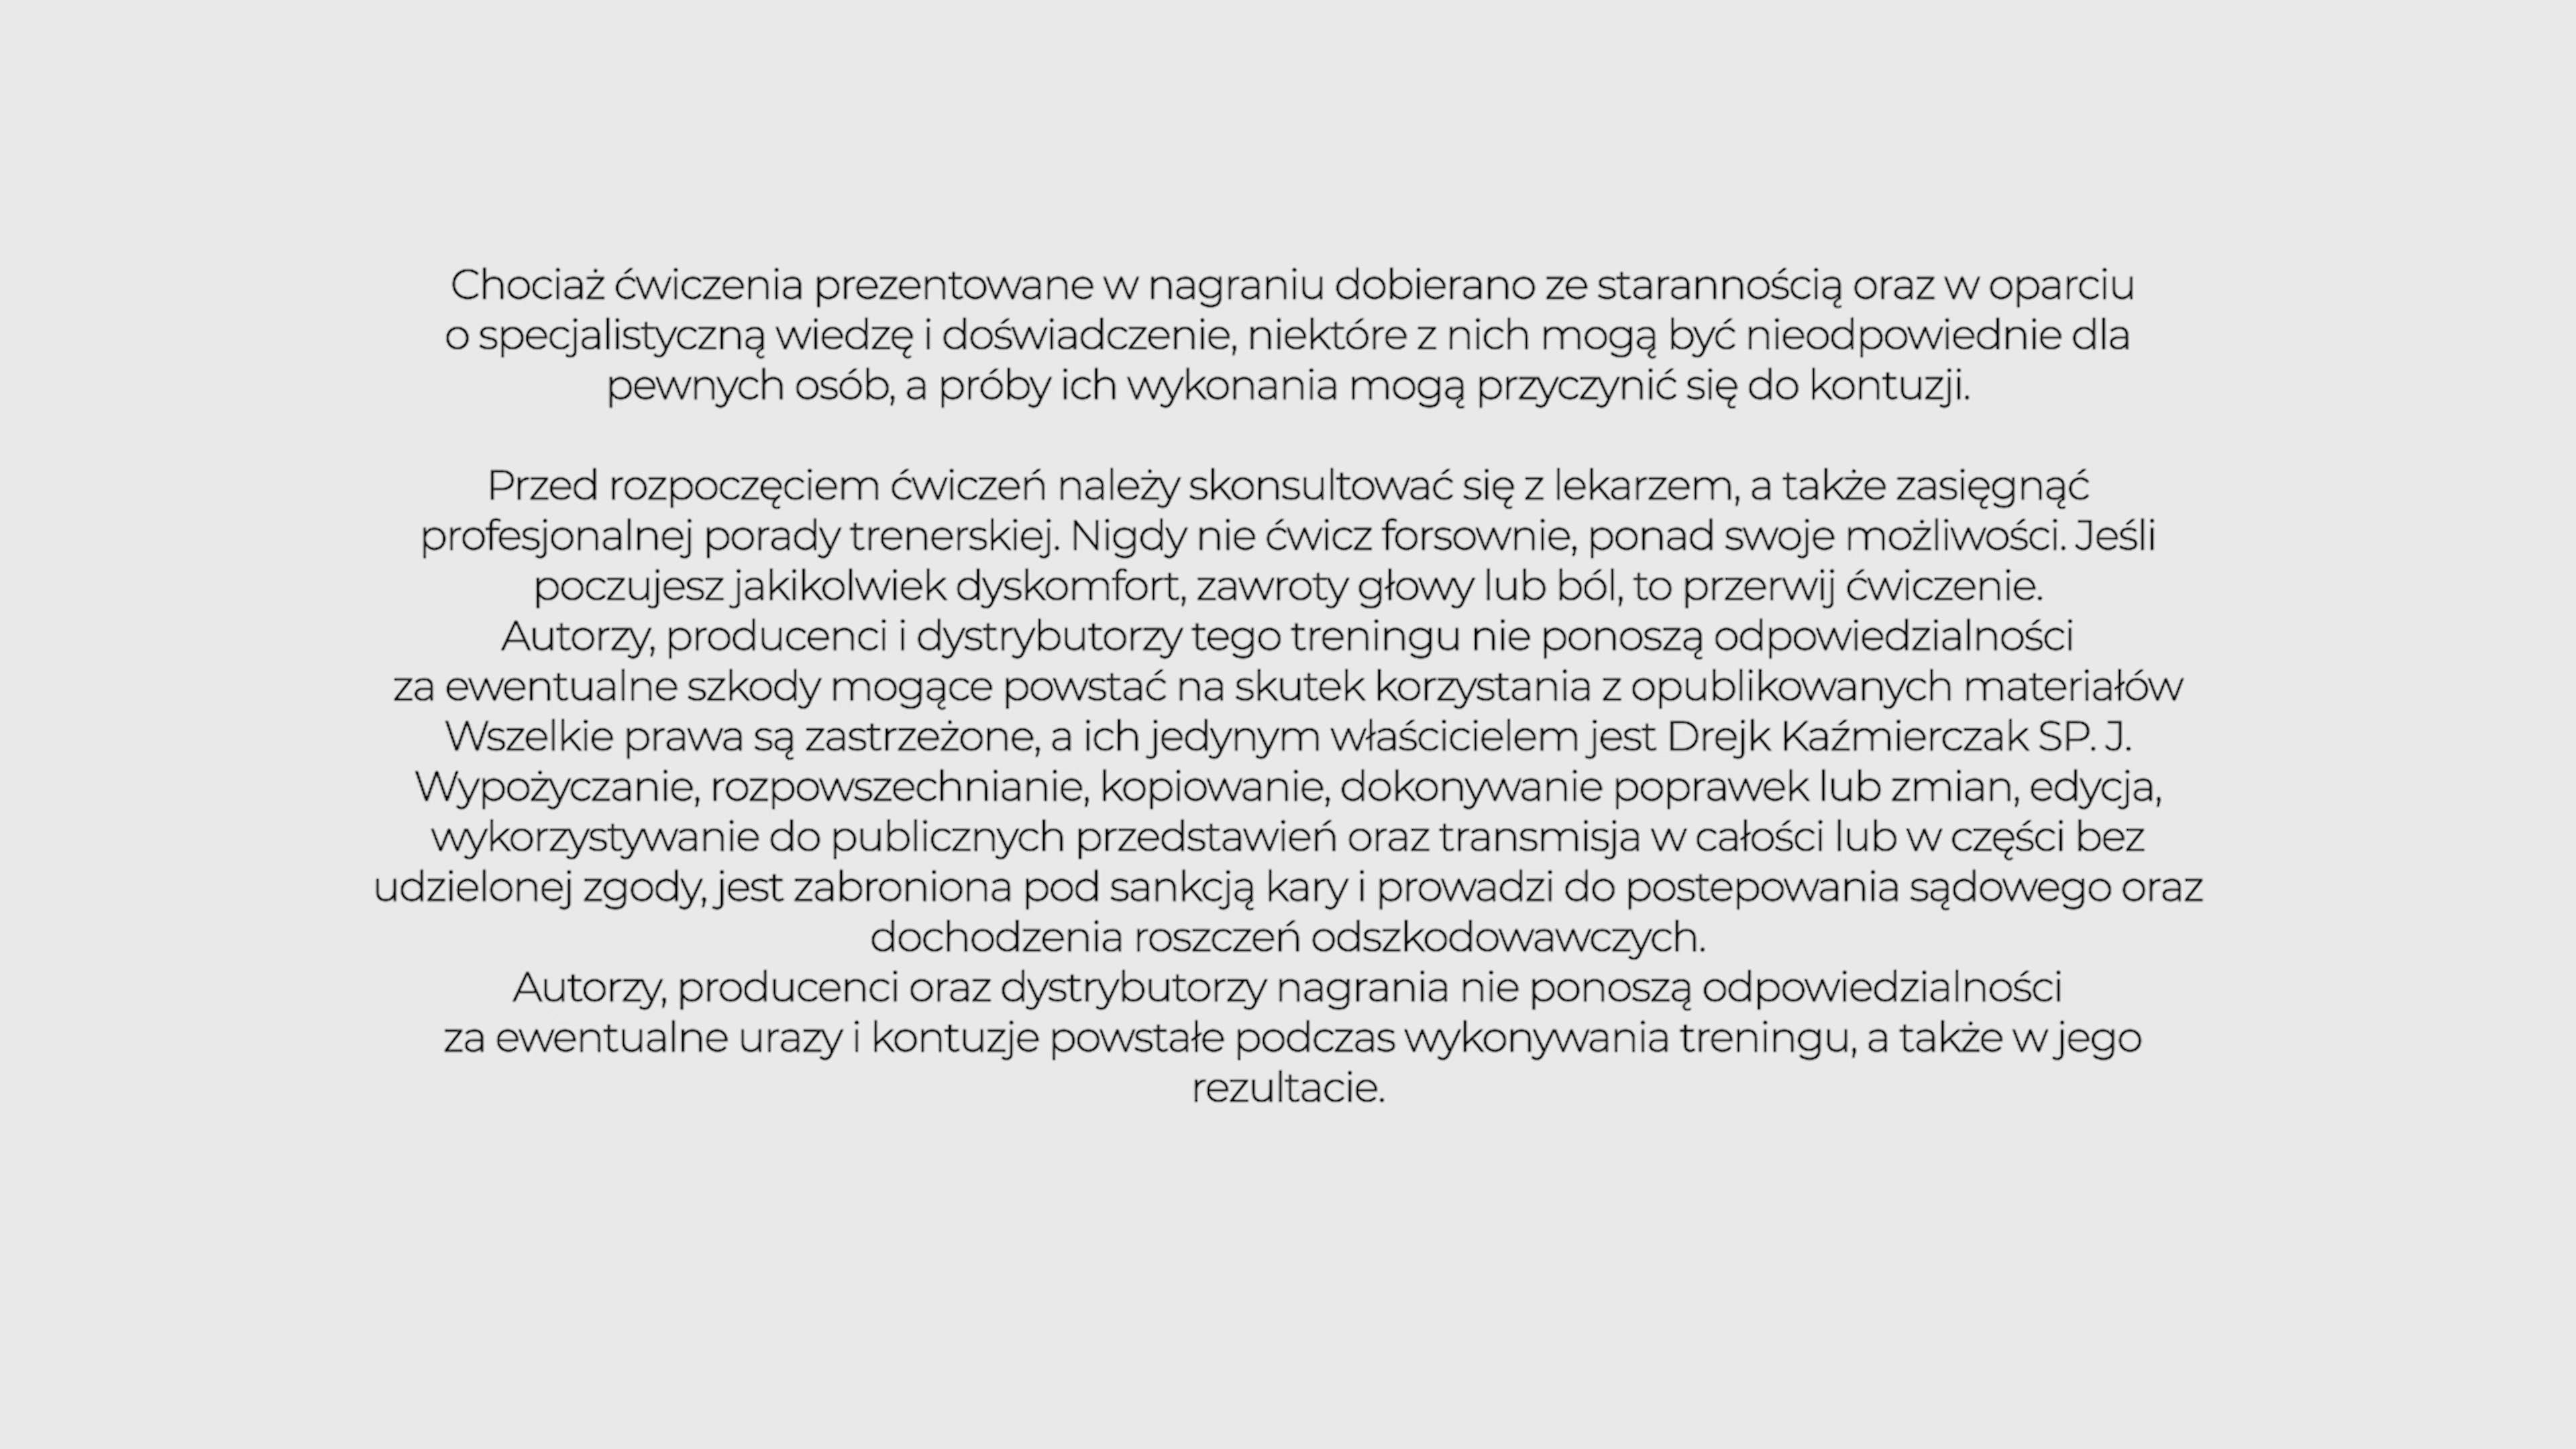 Chociaż ćwiczenia prezentowane w nagraniu dobierano ze starannością oraz w oparciu
o specjalistyczną wiedzę i doświadczenie, niektóre z nich mogą być nieodpowiednie dla
pewnych osób, a próby ich wykonania mogą przyczynić się do kontuzji.
Przed rozpoczęciem ćwiczeń należy skonsultować się z lekarzem, a także zasięgnąć
profesjonalnej porady trenerskiej. Nigdy nie ćwicz forsownie, ponad swoje możliwości. Jeśli
poczujesz jakikolwiek dyskomfort, zawroty głowy lub ból, to przerwij ćwiczenie.
Autorzy, producenci i dystrybutorzy tego treningu nie ponoszą odpowiedzialności
za ewentualne szkody mogące powstać na skutek korzystania z opublikowanych materiałów
Wszelkie prawa są zastrzeżone, a ich jedynym właścicielem jest Drejk Kaźmierczak SP. J.
Wypożyczanie, rozpowszechnianie, kopiowanie, dokonywanie poprawek lub zmian, edycja,
wykorzystywanie do publicznych przedstawień oraz transmisja w całości lub w części bez
udzielonej zgody, jest zabroniona pod sankcją kary i prowadzi do postepowania sądowego oraz
dochodzenia roszczeń odszkodowawczych.
Autorzy, producenci oraz dystrybutorzy nagrania nie ponoszą odpowiedzialności
za ewentualne urazy i kontuzje powstałe podczas wykonywania treningu, a także w jego
rezultacie.